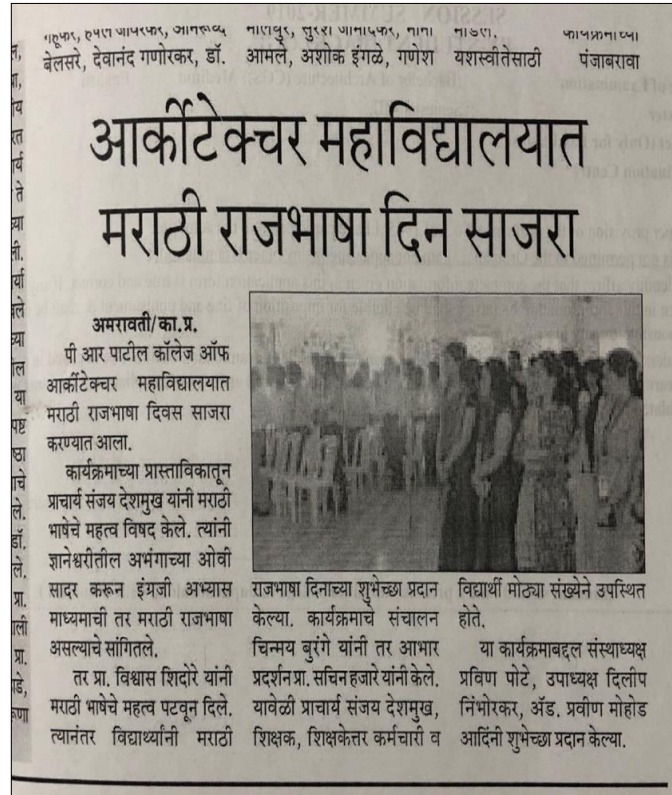 बेलसरे, देवानंद गणोरकर, डॉ.
आमले, अशोक इंगळे, गणेश
यशस्वीतेसाठी पंजाबरावा
आर्कीटेक्चर महाविद्यालयात
मराठी राजभाषा दिन साजरा
अमरावती/का.प्र.
पी आर पाटील कॉलेज ऑफ
आर्कीटेक्चर महाविद्यालयात
मराठी राजभाषा दिवस साजरा
करण्यात आला.
कार्यक्रमाच्या प्रास्ताविकातून
प्राचार्य संजय देशमुख यांनी मराठी
भाषेचे महत्व विषद केले. त्यांनी
ज्ञानेश्वरीतील अभंगाच्या ओवी
सादर करून इंग्रजी अभ्यास
माध्यमाची तर मराठी राजभाषा
असल्याचे सांगितले.
तर प्रा. विश्वास शिदोरे यांनी
मराठी भाषेचे महत्व पटवून दिले.
त्यानंतर विद्यार्थ्यांनी मराठी
राजभाषा दिनाच्या शुभेच्छा प्रदान
केल्या. कार्यक्रमाचे संचालन
चिन्मय बुरंगे यांनी तर आभार
प्रदर्शन प्रा. सचिन हजारे यांनी केले.
यावेळी प्राचार्य संजय देशमुख,
शिक्षक, शिक्षकेत्तर कर्मचारी व
विद्यार्थी मोठ्या संख्येने उपस्थित
होते.
या कार्यक्रमाबद्दल संस्थाध्यक्ष
प्रविण पोटे, उपाध्यक्ष दिलीप
निंभोरकर, अ‍ॅड. प्रवीण मोहोड
आदिंनी शुभेच्छा प्रदान केल्या.